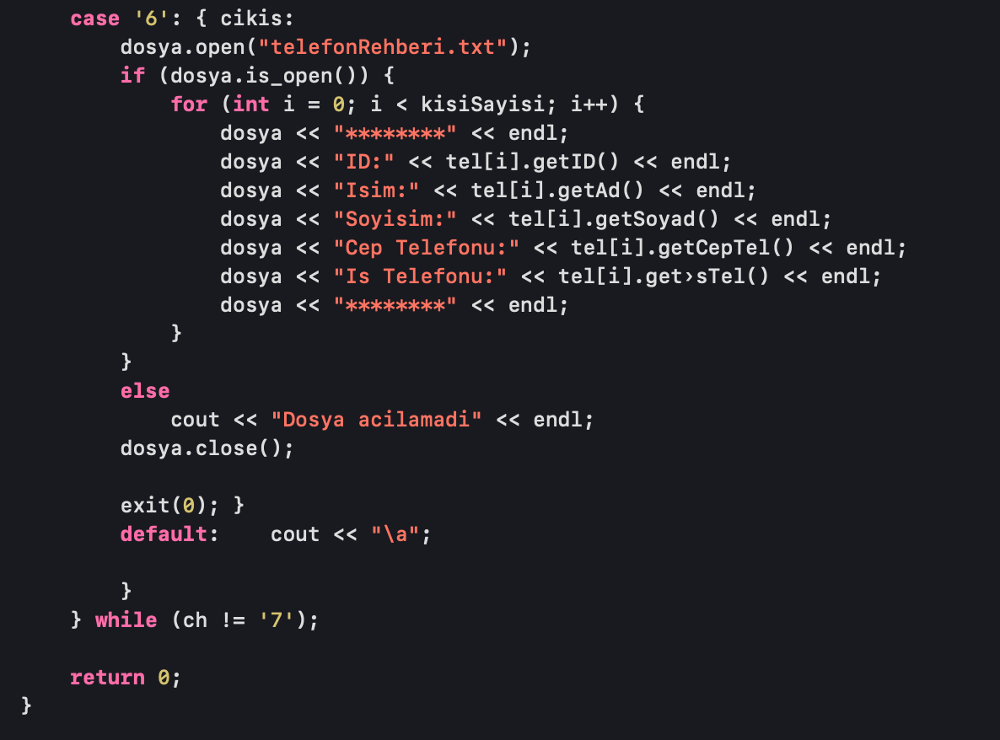 case '6': { cikis:
dosya.open("telefonRehberi.txt");
if (dosya.is_open()) {
for (int i = 0; i < kisiSayisi; i++) {
dosya << "********" << endl;
dosya << "ID:" << tel[i].getID() << endl;
dosya << "Isim:" << tel[i].getAd() << endl;
dosya << "Soyisim:" << tel[i].getSoyad() << endl;
dosya << "Cep Telefonu:" << tel[i].getCepTel() << endl;
dosya << "Is Telefonu:" << tel[i].get›sTel() << endl;
dosya << "********" << endl;
}
}
else
cout << "Dosya acilamadi" << endl;
dosya.close();
exit(0); }
default:    cout << "\a";
}
} while (ch != '7');
return 0;
}